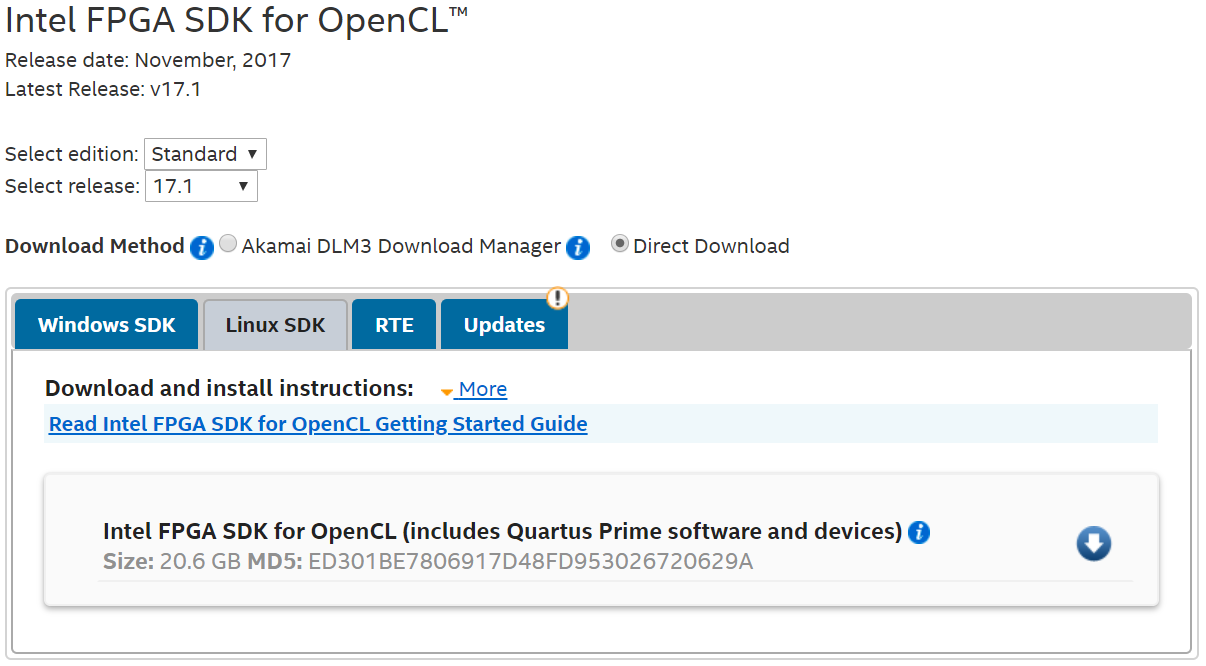 Intel FPGA SDK for OpenCL™
Release date: November, 2017
Latest Release: v17.1
Select edition: Standard ▼
Select release: 17.1 ▼
Download Method i Akamai DLM3 Download Manager i Direct Download
!
Windows SDK Linux SDK RTE Updates
Download and install instructions: More
Read Intel FPGA SDK for OpenCL Getting Started Guide
Intel FPGA SDK for OpenCL (includes Quartus Prime software and devices) i
Size: 20.6 GB MD5: ED301BE7806917D48FD953026720629A